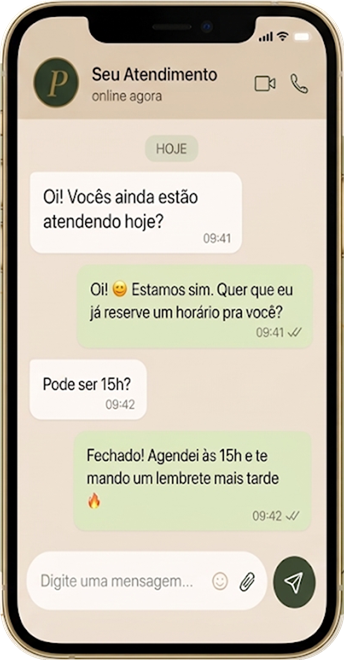 P
Seu Atendimento
online agora
HOJE
Oi! Vocês ainda estão
atendendo hoje?
09:41
Oi! 😊 Estamos sim. Quer que eu
já reserve um horário pra você?
09:41
Pode ser 15h?
09:42
Fechado! Agendei às 15h e te
mando um lembrete mais tarde
🔥
09:42
Digite uma mensagem...